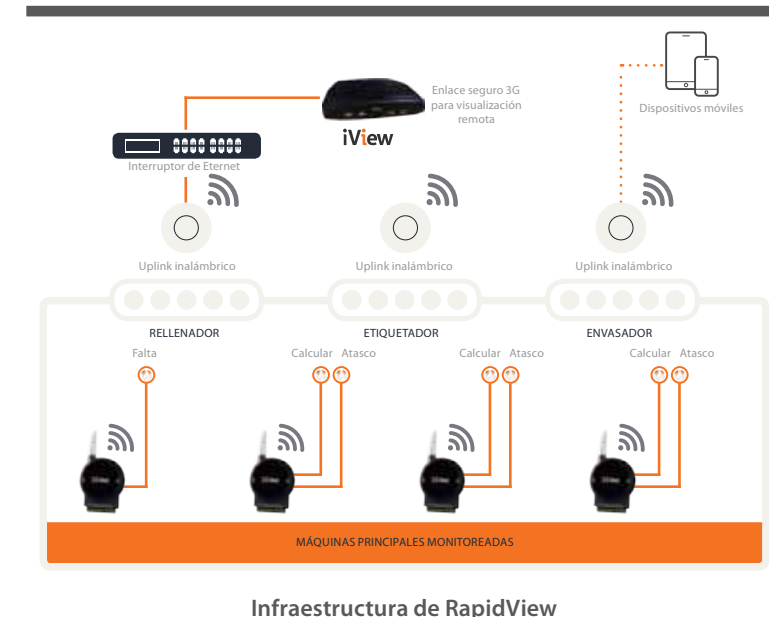 Enlace seguro 3G
para visualización
remota
iView
Dispositivos móviles
Interruptor de Eternet
Uplink inalámbrico
Uplink inalámbrico
Uplink inalámbrico
RELLENADOR
ETIQUETADOR
ENVASADOR
Falta
Calcular Atasco
Calcular Atasco
Calcular Atasco
MÁQUINAS PRINCIPALES MONITOREADAS
Infraestructura de RapidView